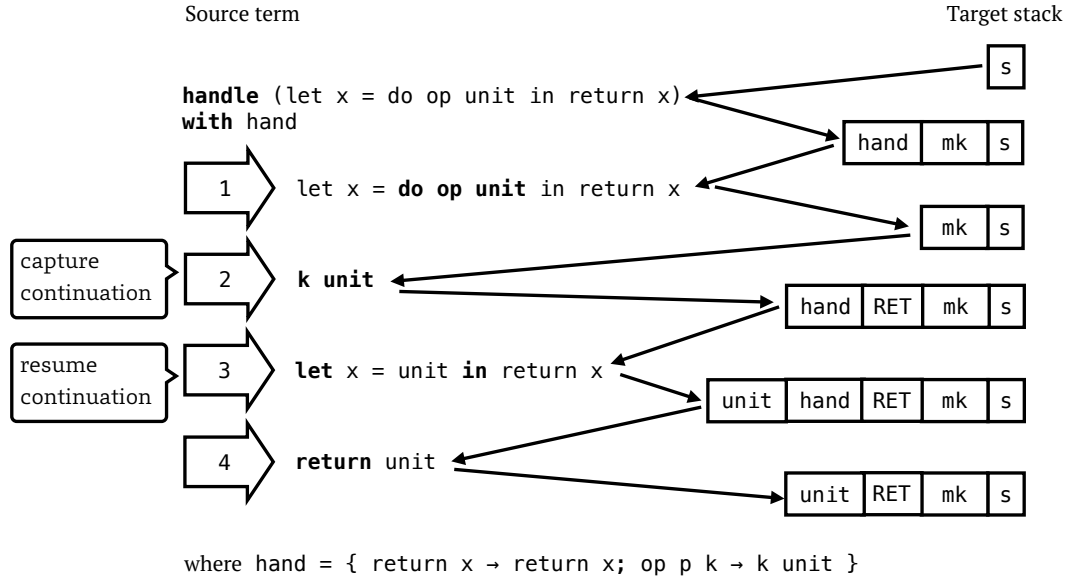 Source term
Target stack
s
handle (let x = do op unit in return x)
with hand
hand mk s
1
let x = do op unit in return x
mk s
capture
continuation
2
k unit
hand RET mk s
resume
continuation
3
let x = unit in return x
unit hand RET mk s
4
return unit
unit RET mk s
where hand = { return x → return x; op p k → k unit }